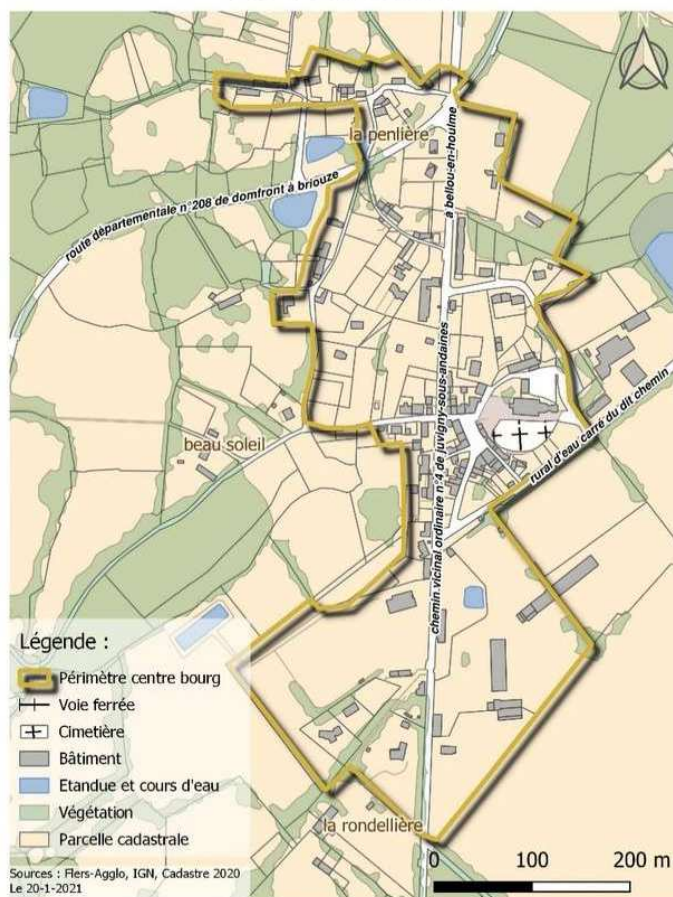 N
la penlière
a bellou-en-houlme
route départementale n°208 de domfront à briouze
chemin vicinal ordinaire n°4 de juvigny-sous-andaines
beau soleil
rural d'eau carré du dit chemin
la rondellière
Légende :
Périmètre centre bourg
Voie ferrée
Cimetière
Bâtiment
Etandue et cours d'eau
Végétation
Parcelle cadastrale
Sources : Flers-Agglo, IGN, Cadastre 2020
Le 20-1-2021
0 100 200 m